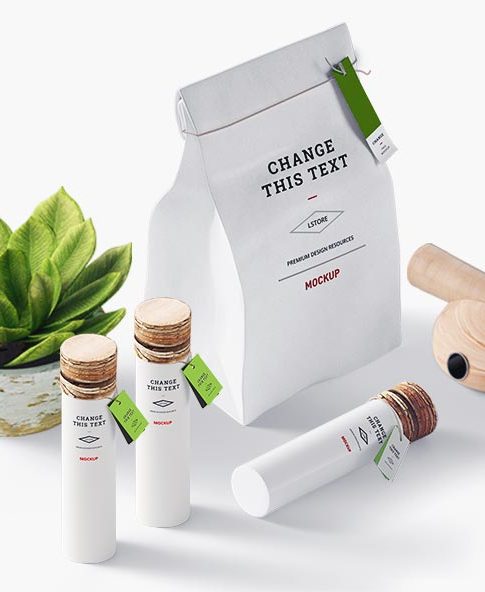 CHANGE
THIS TEXT
LSTORE
PREMIUM DESIGN RESOURCES
MOCKUP
CHANGE
CHANGE
THIS TEXT
MOCKUP
CHANGE
THIS TEXT
MOCKUP
CHANGE
THIS TEXT
MOCKUP